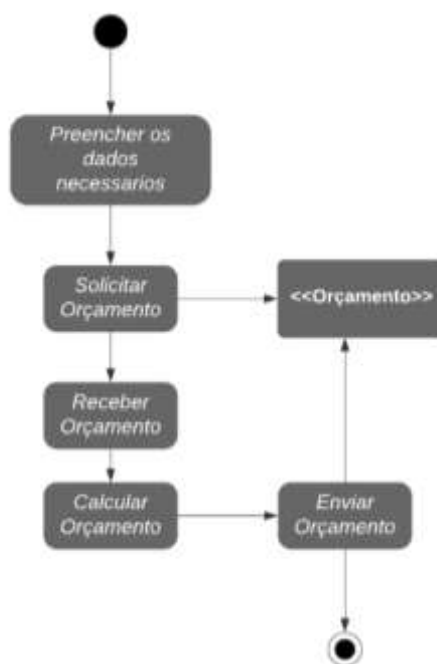 Preencher os
dados
necessarios
Solicitar
Orçamento
<<Orçamento>>
Receber
Orçamento
Calcular
Orçamento
Enviar
Orçamento